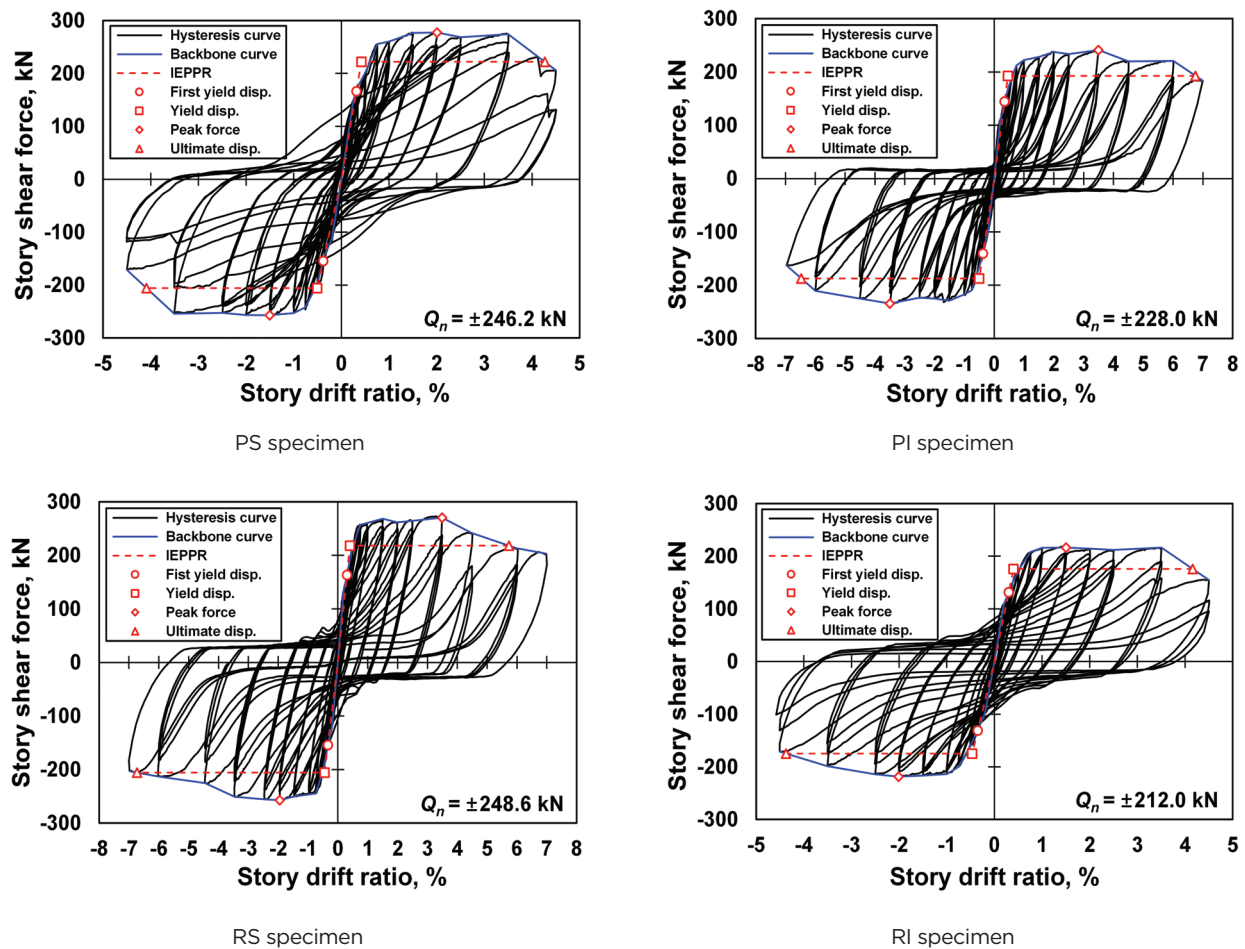 300
200
100
0
-100
-200
-300
Story shear force, kN
Hysteresis curve
Backbone curve
IEPPR
First yield disp.
Yield disp.
Peak force
Ultimate disp.
Qn = ±246.2 kN
-5 -4 -3 -2 -1 0 1 2 3 4 5
Story drift ratio, %
PS specimen
300
200
100
0
-100
-200
-300
Story shear force, kN
Hysteresis curve
Backbone curve
IEPPR
First yield disp.
Yield disp.
Peak force
Ultimate disp.
Qn = ±228.0 kN
-8 -7 -6 -5 -4 -3 -2 -1 0 1 2 3 4 5 6 7 8
Story drift ratio, %
PI specimen
300
200
100
0
-100
-200
-300
Story shear force, kN
Hysteresis curve
Backbone curve
IEPPR
Fist yield disp.
Yield disp.
Peak force
Ultimate disp.
Qn = ±248.6 kN
-8 -7 -6 -5 -4 -3 -2 -1 0 1 2 3 4 5 6 7 8
Story drift ratio, %
RS specimen
300
200
100
0
-100
-200
-300
Story shear force, kN
Hysteresis curve
Backbone curve
IEPPR
First yield disp.
Yield disp.
Peak force
Ultimate disp.
Qn = ±212.0 kN
-5 -4 -3 -2 -1 0 1 2 3 4 5
Story drift ratio, %
RI specimen